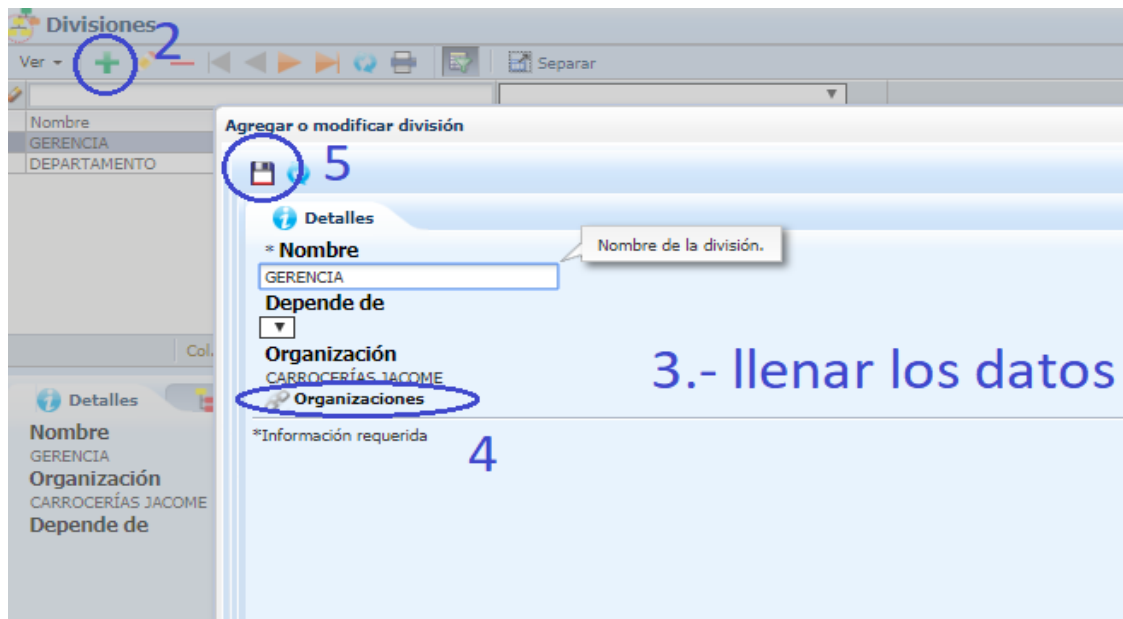 Divisiones
2
Ver
Separar
Nombre
GERENCIA
DEPARTAMENTO
Agregar o modificar división
5
Detalles
* Nombre
Nombre de la división.
GERENCIA
Depende de
Organización
CARROCERÍAS JACOME
Organizaciones
3.- llenar los datos
*Información requerida
4
Col.
Detalles
Nombre
GERENCIA
Organización
CARROCERÍAS JACOME
Depende de